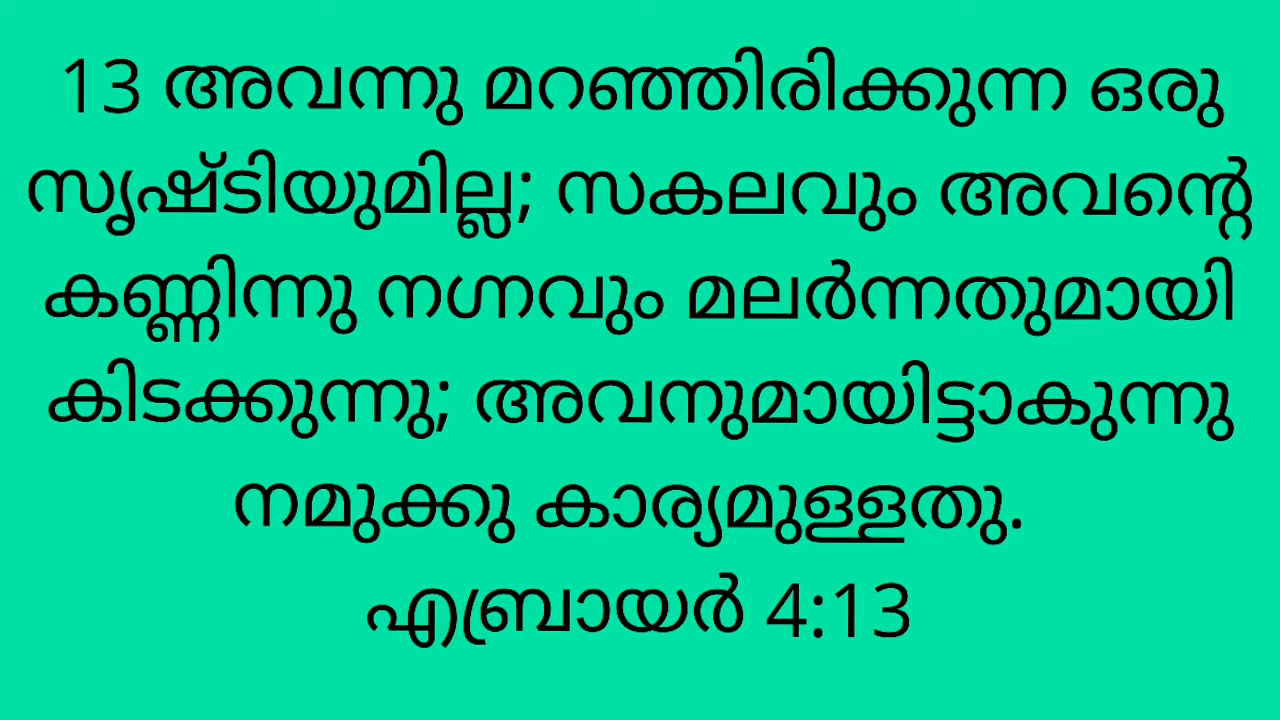 13 അവന്നു മറഞ്ഞിരിക്കുന്ന ഒരു
സൃഷ്ടിയുമില്ല; സകലവും അവന്റെ
കണ്ണിന്നു നഗ്നവും മലർന്നതുമായി
കിടക്കുന്നു; അവനുമായിട്ടാകുന്നു
നമുക്കു കാര്യമുള്ളതു.
എബ്രായർ 4:13